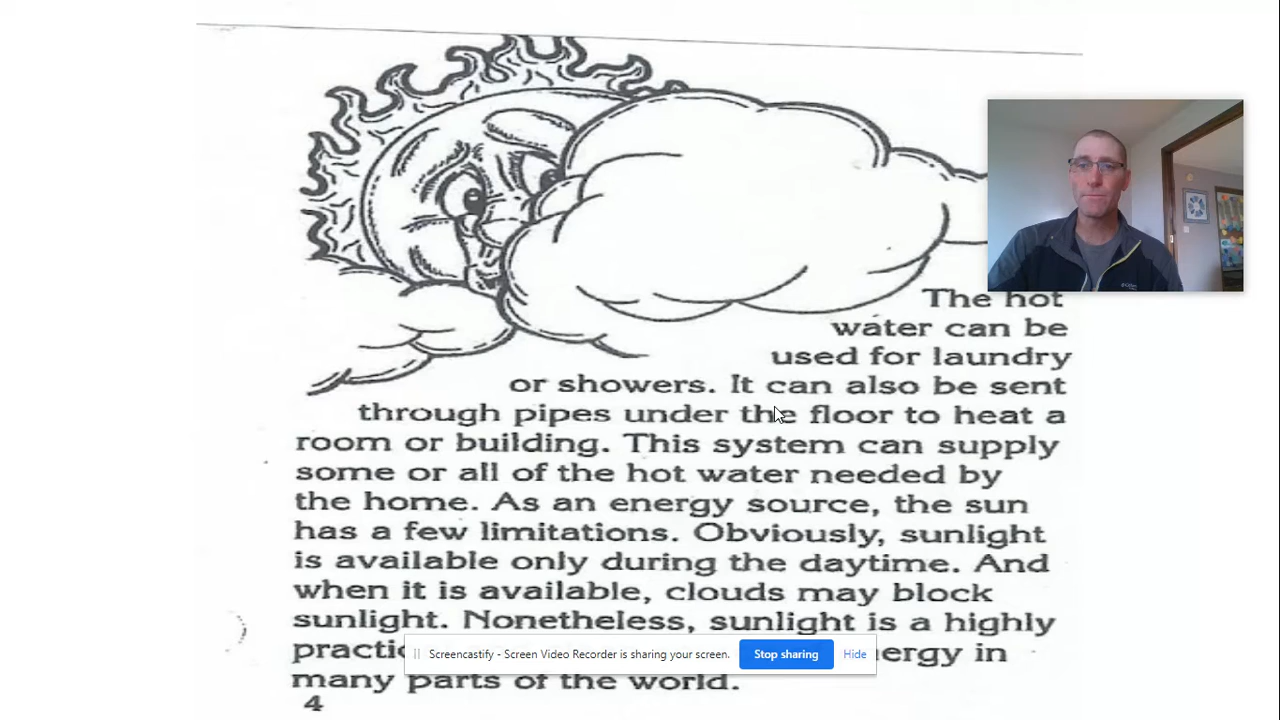 The hot
water can be
used for laundry
or showers. It can also be sent
through pipes under the floor to heat a
room or building. This system can supply
some or all of the hot water needed by
the home. As an energy source, the sun
has a few limitations. Obviously, sunlight
is available only during the daytime. And
when it is available, clouds may block
sunlight. Nonetheless, sunlight is a highly
in
many parts of the world.
4
Screencastify - Screen Video Recorder is sharing your screen.
Stop sharing
Hide